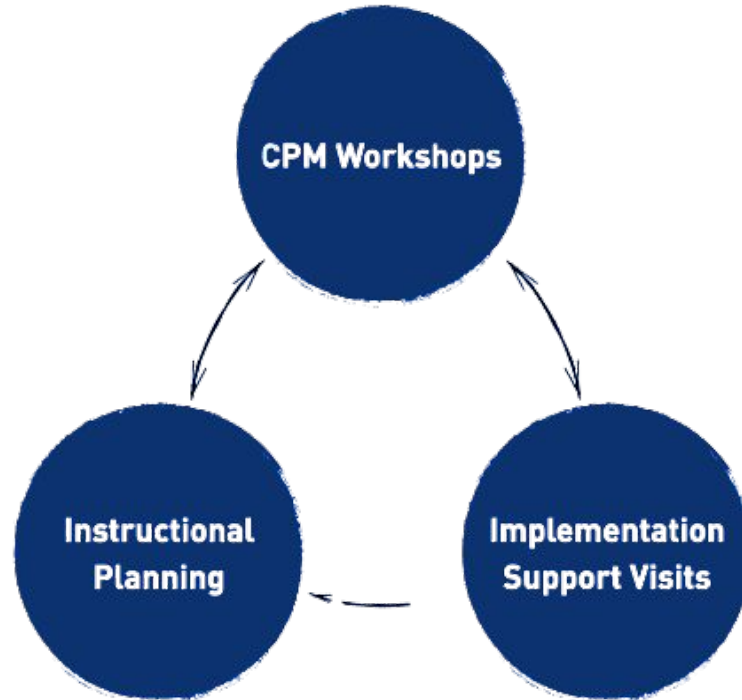 CPM Workshops
Instructional
Planning
Implementation
Support Visits